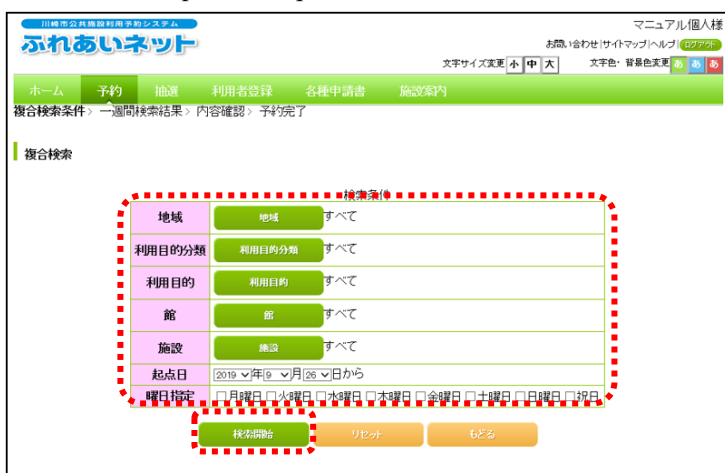 川崎市公共施設利用予約システム
ふれあいネット
マニュアル個人様
お問い合わせ|サイトマップ|ヘルプ|ログアウト
文字サイズ変更 小 中 大 文字色・背景色変更 あ あ あ
ホーム 予約 抽選 利用者登録 各種申請書 施設案内
複合検索条件> 一週間検索結果> 内容確認> 予約完了
複合検索
検索条件
地域 地域 すべて
利用目的分類 利用目的分類 すべて
利用目的 利用目的 すべて
館 館 すべて
施設 施設 すべて
起点日 2019 年 9 月 26 日から
曜日指定 □月曜日 □火曜日 □水曜日 □木曜日 □金曜日 □土曜日 □日曜日 □祝日
検索開始 リセット もどる